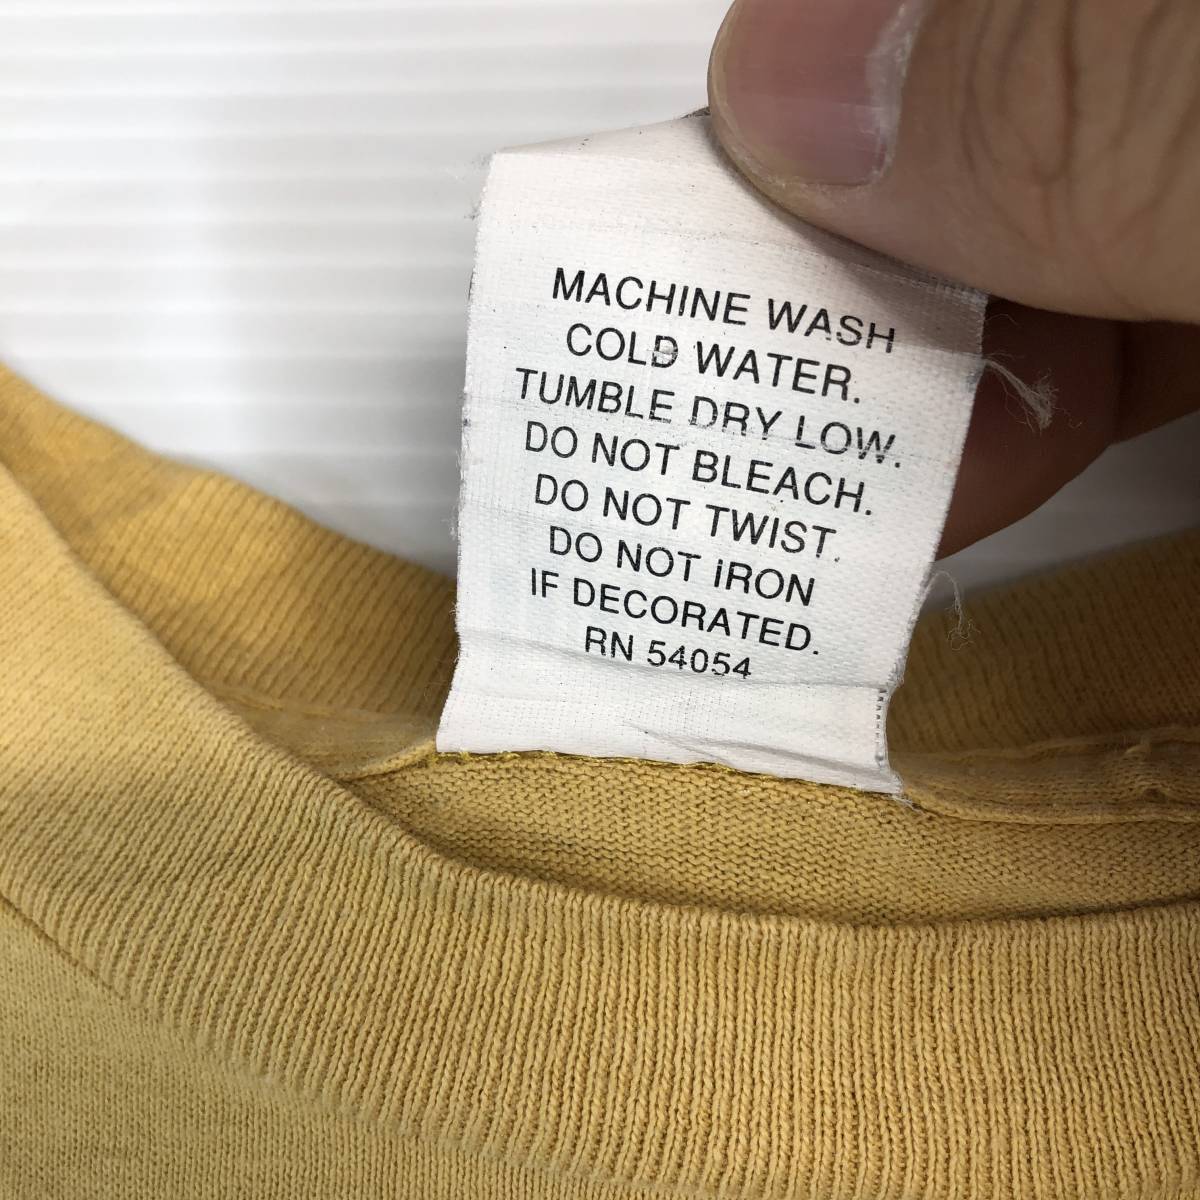 MACHINE WASH
COLD WATER.
TUMBLE DRY LOW.
DO NOT BLEACH.
DO NOT TWIST.
DO NOT IRON
IF DECORATED.
RN 54054